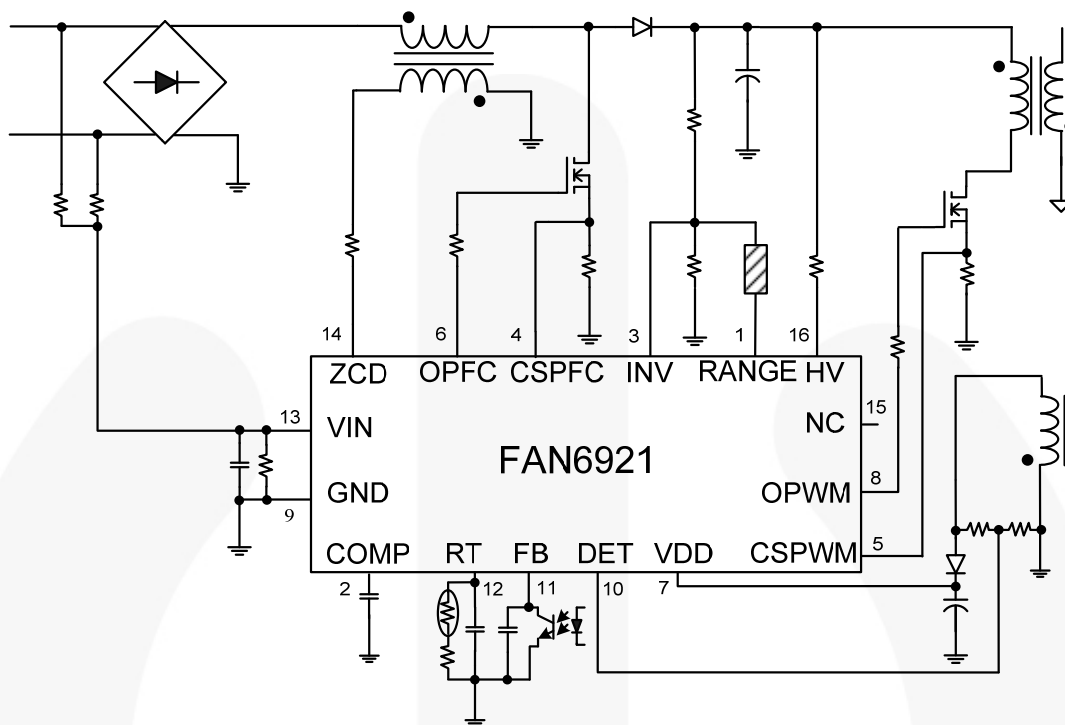 14 6 4 3 1 16
ZCD OPFC CSPFC INV RANGE HV
13 VIN NC 15
FAN6921
OPWM 8
GND
9
COMP RT FB DET VDD CSPWM 5
2 12 11 10 7